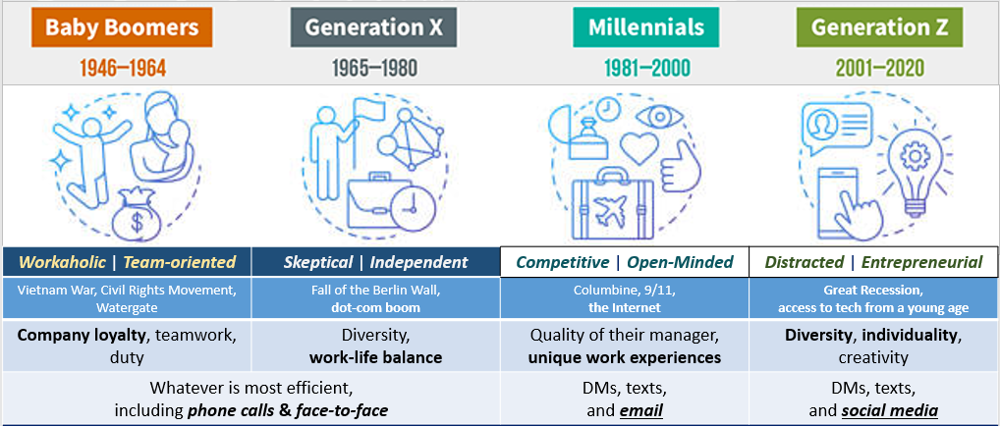 Baby Boomers
Generation X
Millennials
Generation Z
1946–1964
1965–1980
1981–2000
2001–2020
$
Workaholic | Team-oriented
Skeptical | Independent
Competitive | Open-Minded
Distracted | Entrepreneurial
Vietnam War, Civil Rights Movement,
Watergate
Fall of the Berlin Wall,
dot-com boom
Columbine, 9/11,
the Internet
Great Recession,
access to tech from a young age
Company loyalty, teamwork,
duty
Diversity,
work-life balance
Quality of their manager,
unique work experiences
Diversity, individuality,
creativity
Whatever is most efficient,
including phone calls & face-to-face
DMs, texts,
and email
DMs, texts,
and social media